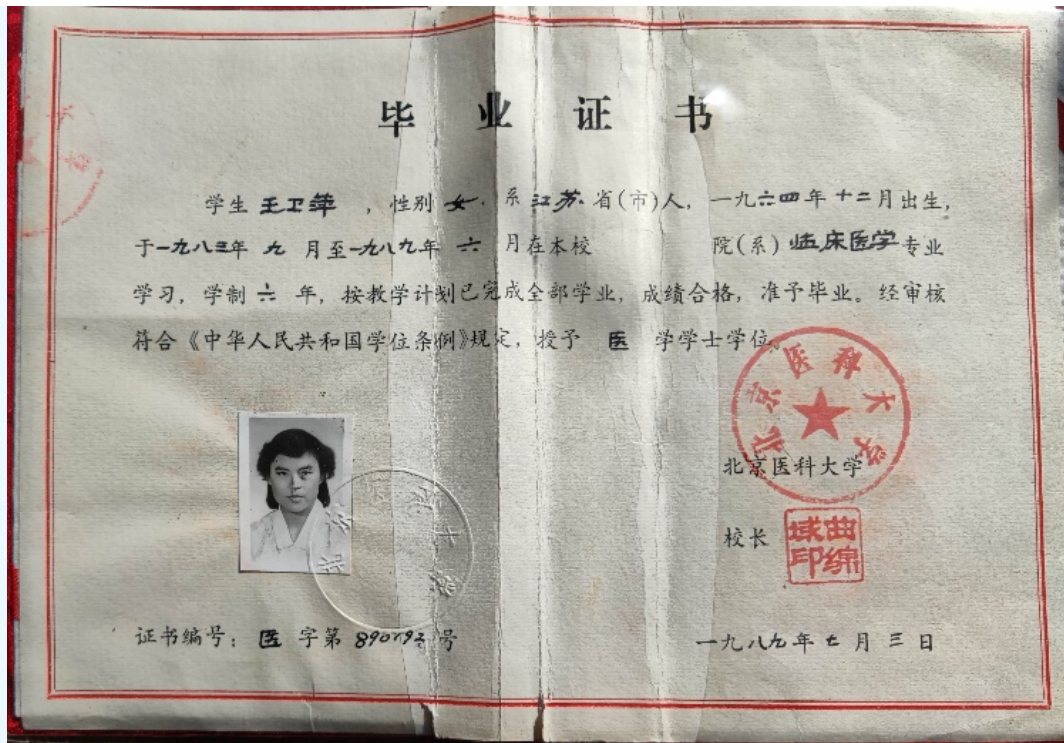 毕业证书
学生 王卫萍 ，性别 女，系 江苏 省(市)人，一九六四年 十二月出生，
于一九八三年 九 月至一九八九年 六 月在本校 院(系) 临床医学 专业
学习，学制 六 年，按教学计划已完成全部学业，成绩合格，准予毕业。经审核
符合《中华人民共和国学位条例》规定，授予 医 学学士学位。
北京医科大学
北京医科大学
校长
曲绵域印
证书编号：医 字第 890792 号
一九八九年 七 月 三 日